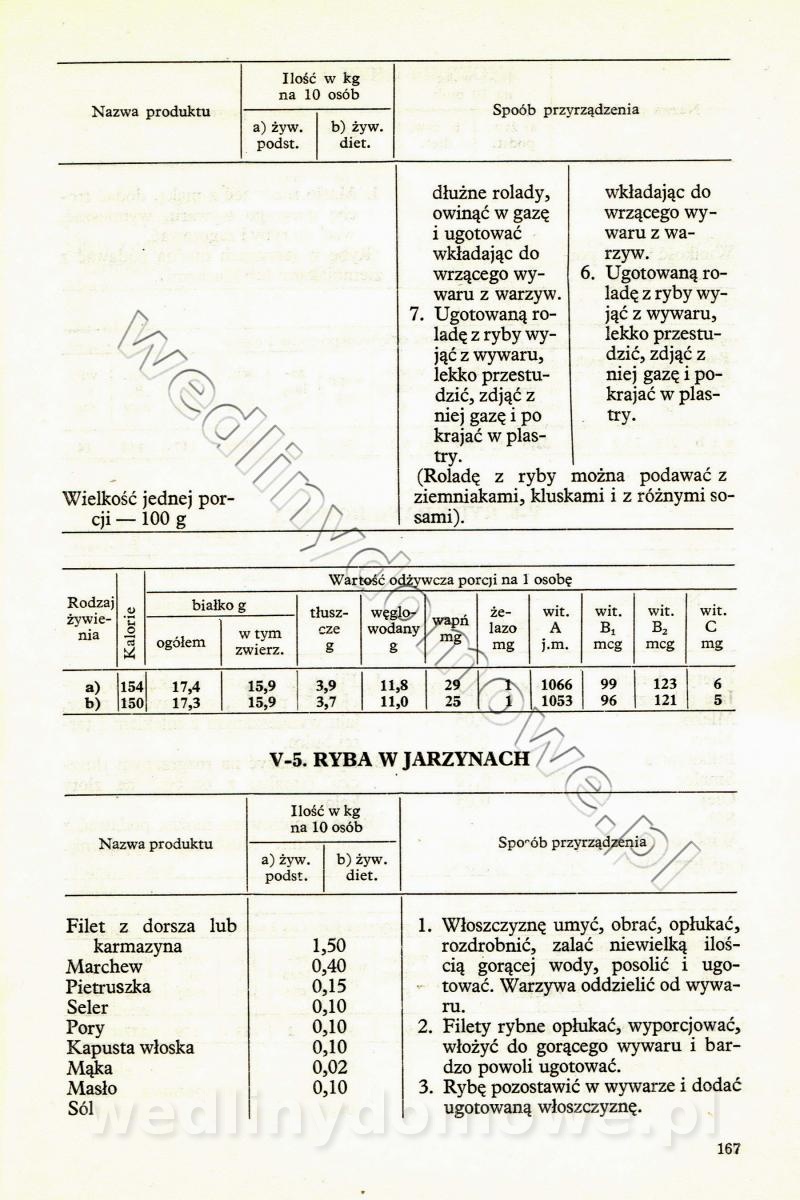 Nazwa produktu
Ilość w kg
na 10 osób
a) żyw.
podst.
b) żyw.
diet.
Spoób przyrządzenia
dłużne rolady,
owinąć w gazę
i ugotować
wkładając do
wrzącego wy-
waru z warzyw.
7. Ugotowaną ro-
ladę z ryby wy-
jąć z wywaru,
lekko przestu-
dzić, zdjąć z
niej gazę i po
krajać w plas-
try.
wkładając do
wrzącego wy-
waru z wa-
rzyw.
6. Ugotowaną ro-
ladę z ryby wy-
jąć z wywaru,
lekko przestu-
dzić, zdjąć z
niej gazę i po-
krajać w plas-
try.
(Roladę z ryby można podawać z
ziemniakami, kluskami i z różnymi so-
sami).
Wielkość jednej por-
cji — 100 g
Rodzaj
żywie-
nia
Kalorie
Wartość odżywcza porcji na 1 osobę
białko g
ogółem
w tym
zwierz.
tłusz-
cze
g
węglo-
wodany
g
wapń
mg
że-
lazo
mg
wit.
A
j.m.
wit.
B₁
mcg
wit.
B₂
mcg
wit.
C
mg
a) 154 17,4 15,9 3,9 11,8 29 1 1066 99 123 6
b) 150 17,3 15,9 3,7 11,0 25 1 1053 96 121 5
V-5. RYBA W JARZYNACH
Nazwa produktu
Ilość w kg
na 10 osób
a) żyw.
podst.
b) żyw.
diet.
Sposób przyrządzenia
Filet z dorsza lub
karmazyna 1,50
Marchew 0,40
Pietruszka 0,15
Seler 0,10
Pory 0,10
Kapusta włoska 0,10
Mąka 0,02
Masło 0,10
Sól
1. Włoszczyznę umyć, obrać, opłukać,
rozdrobnić, zalać niewielką iloś-
cią gorącej wody, posolić i ugo-
tować. Warzywa oddzielić od wywa-
ru.
2. Filety rybne opłukać, wyporcjować,
włożyć do gorącego wywaru i bar-
dzo powoli ugotować.
3. Rybę pozostawić w wywarze i dodać
ugotowaną włoszczyznę.
167
wedlinydomowe.pl
wedlinydomowe.pl